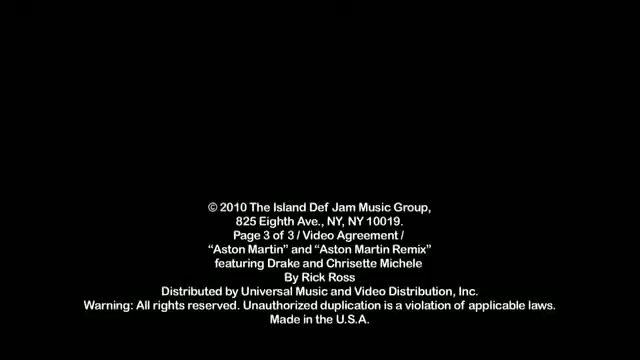 © 2010 The Island Def Jam Music Group,
825 Eighth Ave., NY, NY 10019.
Page 3 of 3 / Video Agreement /
“Aston Martin” and “Aston Martin Remix”
featuring Drake and Chrisette Michele
By Rick Ross
Distributed by Universal Music and Video Distribution, Inc.
Warning: All rights reserved. Unauthorized duplication is a violation of applicable laws.
Made in the U.S.A.